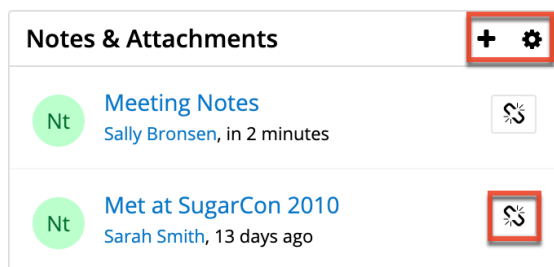 Notes & Attachments
Nt
Meeting Notes
Sally Bronsen, in 2 minutes
Nt
Met at SugarCon 2010
Sarah Smith, 13 days ago